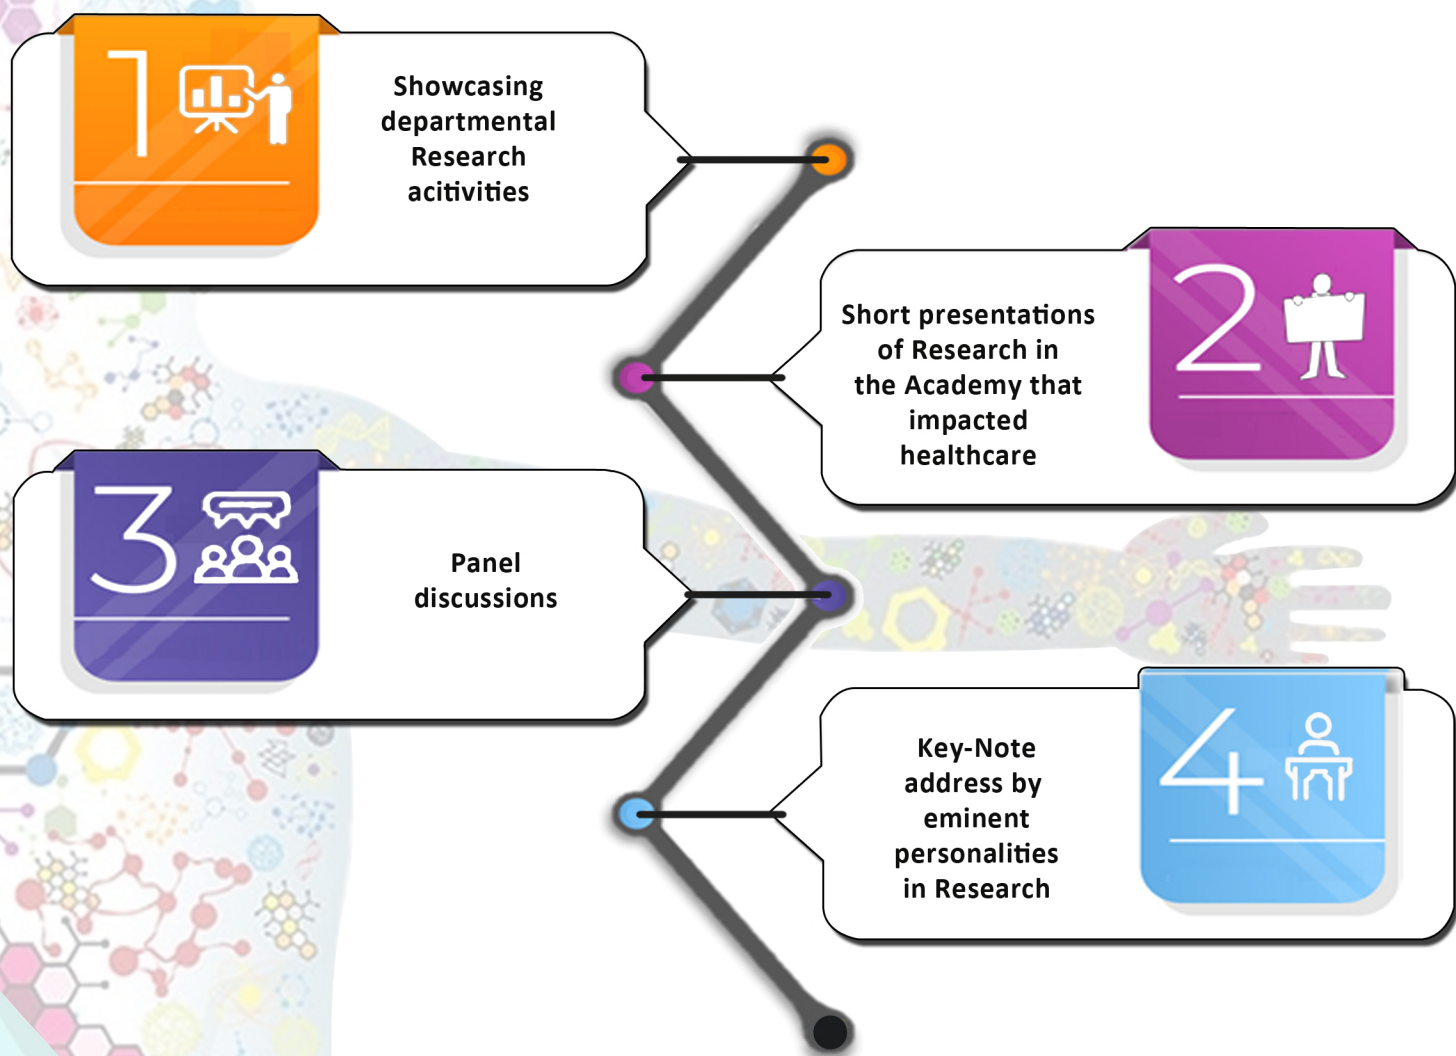 1
Showcasing
departmental
Research
acitivities
2
Short presentations
of Research in
the Academy that
impacted
healthcare
3
Panel
discussions
4
Key-Note
address by
eminent
personalities
in Research